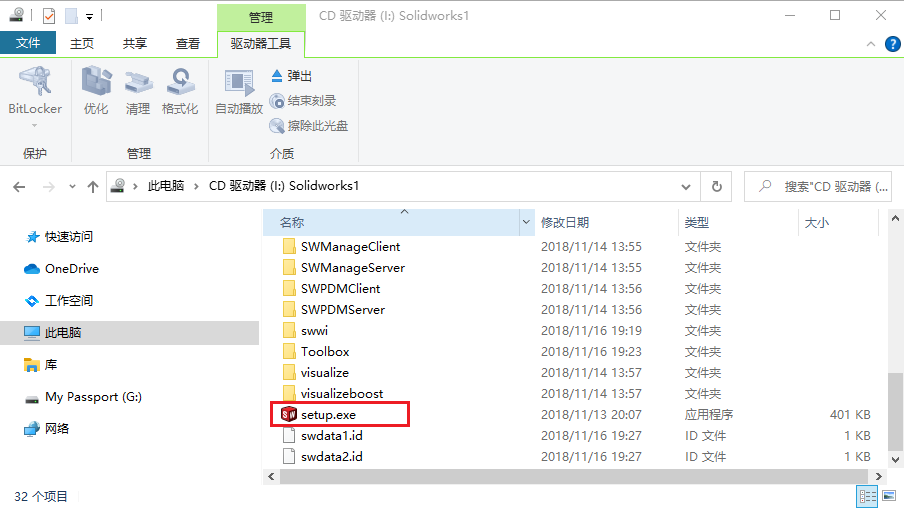 管理
CD 驱动器 (I:) Solidworks1
文件
主页
共享
查看
驱动器工具
BitLocker
优化
清理
格式化
自动播放
弹出
结束刻录
擦除此光盘
保护
管理
介质
此电脑
CD 驱动器 (I:) Solidworks1
搜索"CD 驱动器 (...
名称
修改日期
类型
大小
快速访问
OneDrive
工作空间
此电脑
库
My Passport (G:)
网络
SWManageClient 2018/11/14 13:55 文件夹
SWManageServer 2018/11/14 13:55 文件夹
SWPDMClient 2018/11/14 13:56 文件夹
SWPDMServer 2018/11/14 13:56 文件夹
swwi 2018/11/16 19:19 文件夹
Toolbox 2018/11/16 19:23 文件夹
visualize 2018/11/14 13:57 文件夹
visualizeboost 2018/11/14 13:57 文件夹
setup.exe 2018/11/13 20:07 应用程序 401 KB
swdata1.id 2018/11/16 19:27 ID 文件 1 KB
swdata2.id 2018/11/16 19:27 ID 文件 1 KB
32 个项目